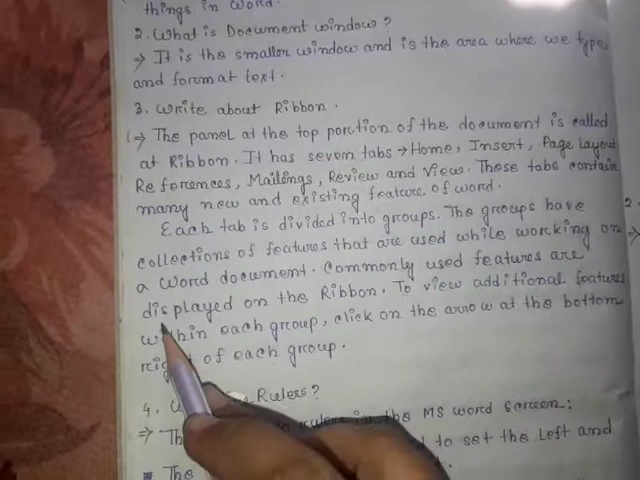 things in word.
2. What is Document window?
→ It is the smaller window and is the area where we type
and format text.
3. Write about Ribbon.
→ The panel at the top portion of the document is called
at Ribbon. It has seven tabs → Home, Insert, Page Layout
References, Mailings, Review and View. These tabs contain
many new and existing feature of word.
Each tab is divided into groups. The groups have
collections of features that are used while working on
a word document. Commonly used features are
displayed on the Ribbon. To view additional features
within each group, click on the arrow at the bottom
right of each group.
4. Rulers?
→ rulers in the MS word screen:
to set the Left and
▪ The